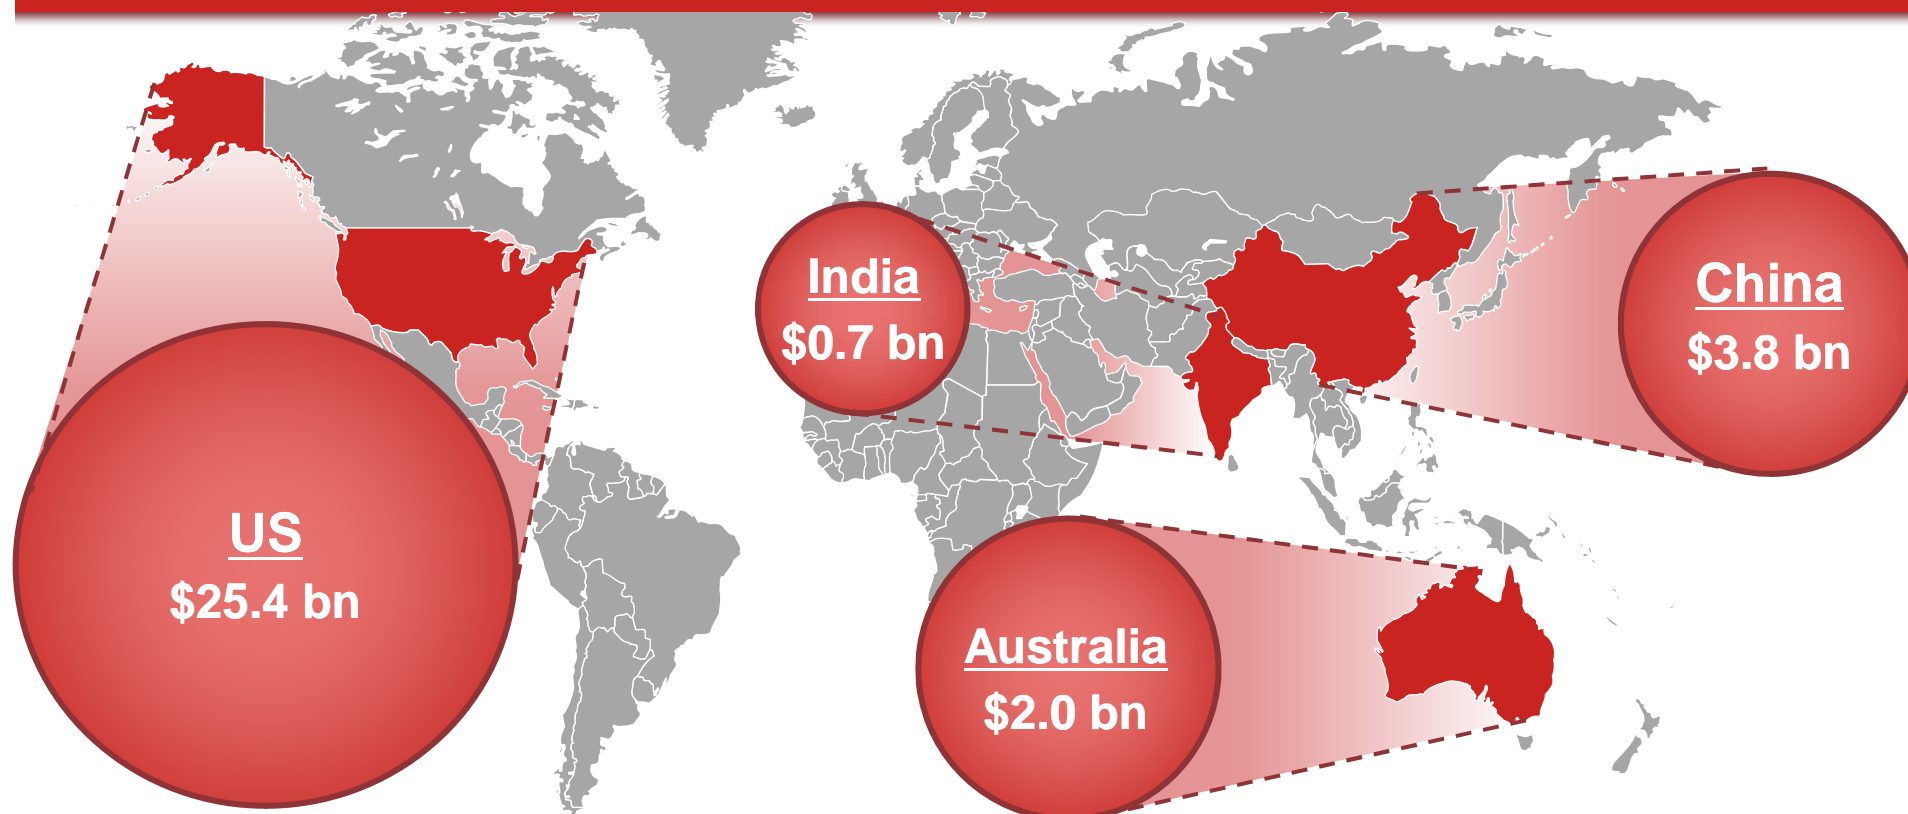 US
$25.4 bn
India
$0.7 bn
China
$3.8 bn
Australia
$2.0 bn